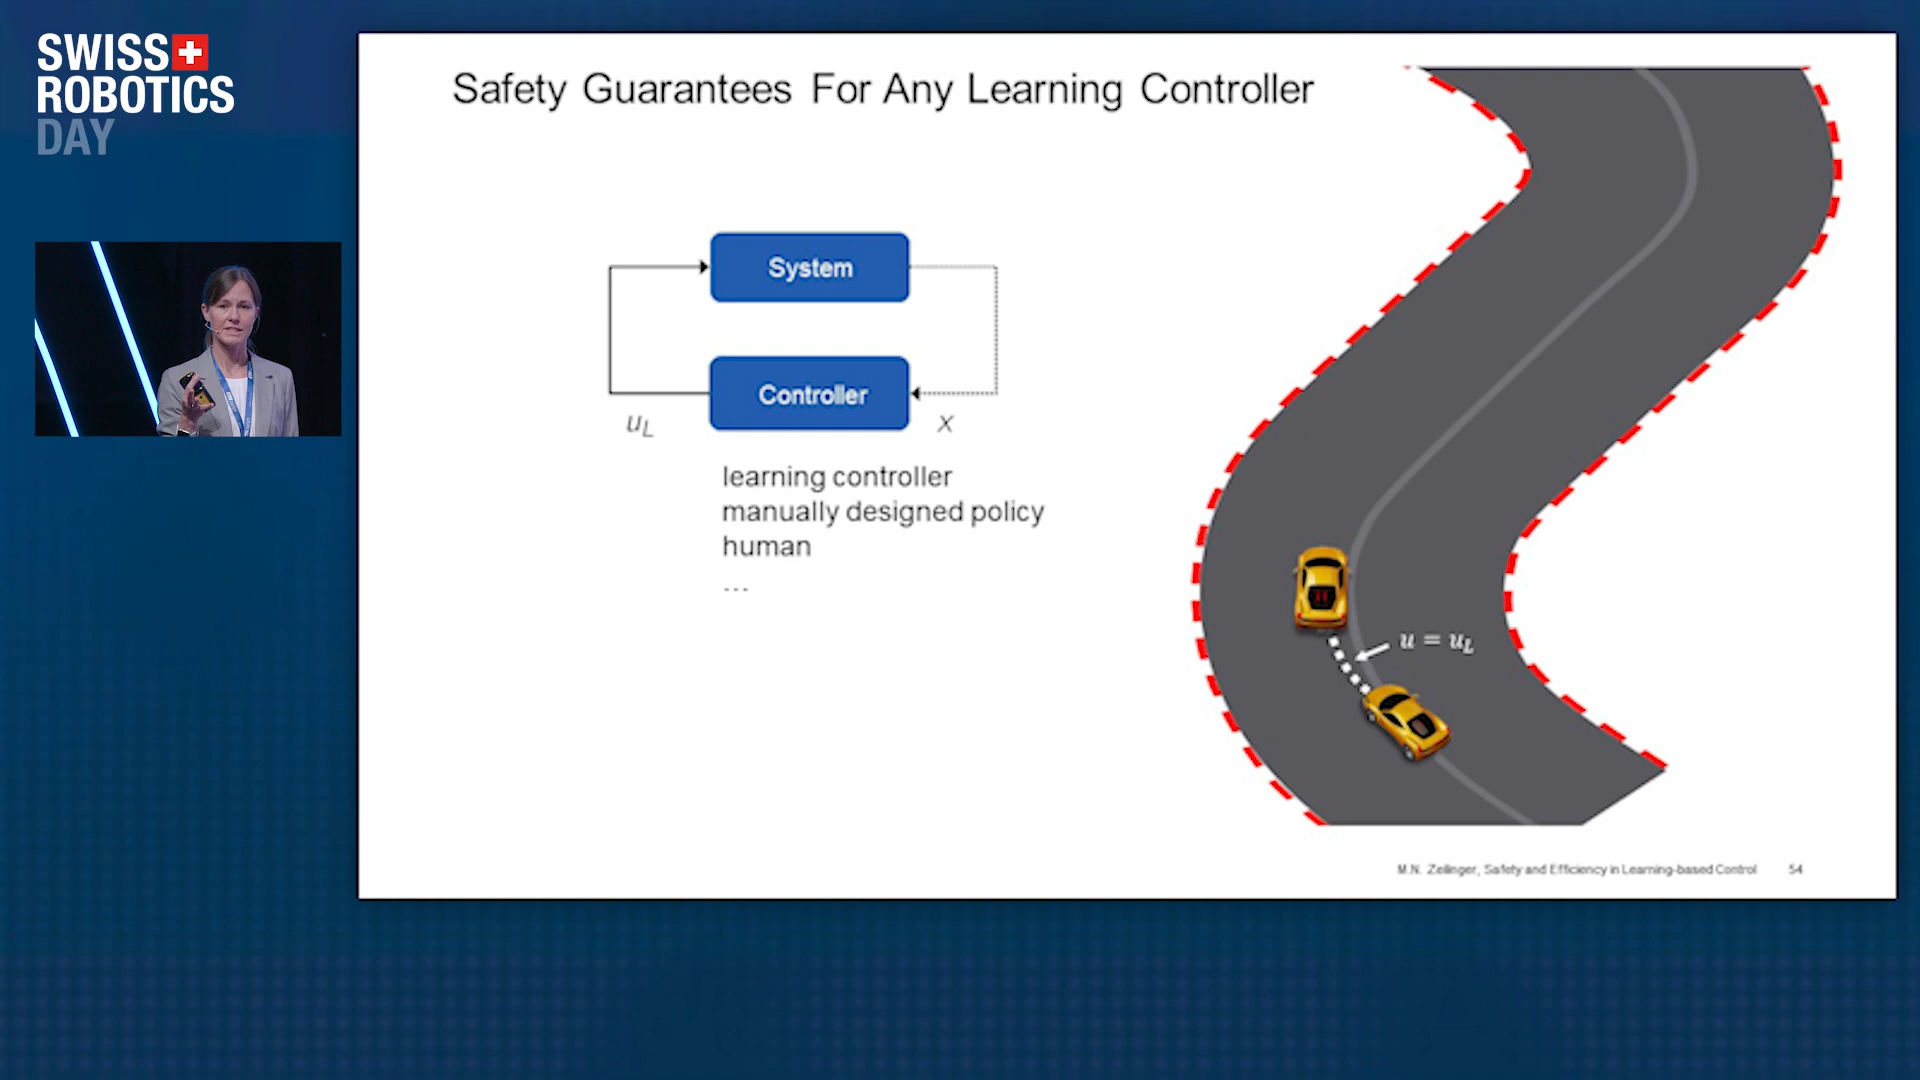 SWISS
ROBOTICS
DAY
Safety Guarantees For Any Learning Controller
System
Controller
u_L
x
learning controller
manually designed policy
human
...
u = u_L
M.N. Zeilinger, Safety and Efficiency in Learning-based Control 54